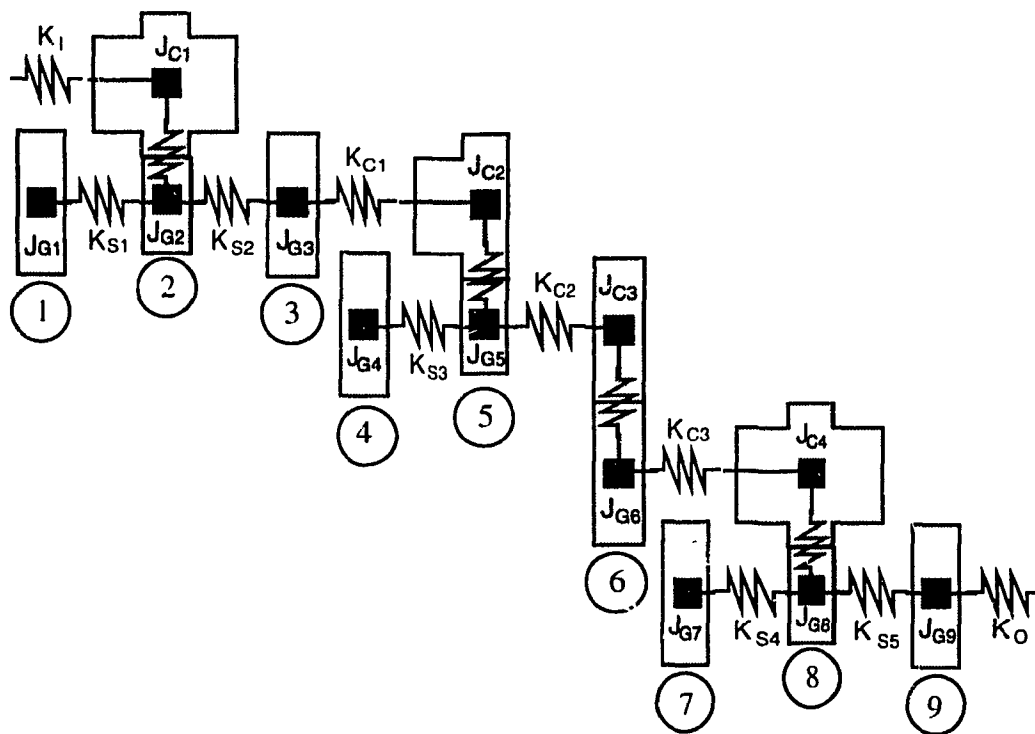 K_I
J_C1
J_G1
K_S1
J_G2
K_S2
J_G3
K_C1
J_C2
1
2
3
J_G4
K_S3
J_G5
K_C2
J_C3
4
5
J_G6
K_C3
J_C4
6
J_G7
K_S4
J_G8
K_S5
J_G9
K_O
7
8
9